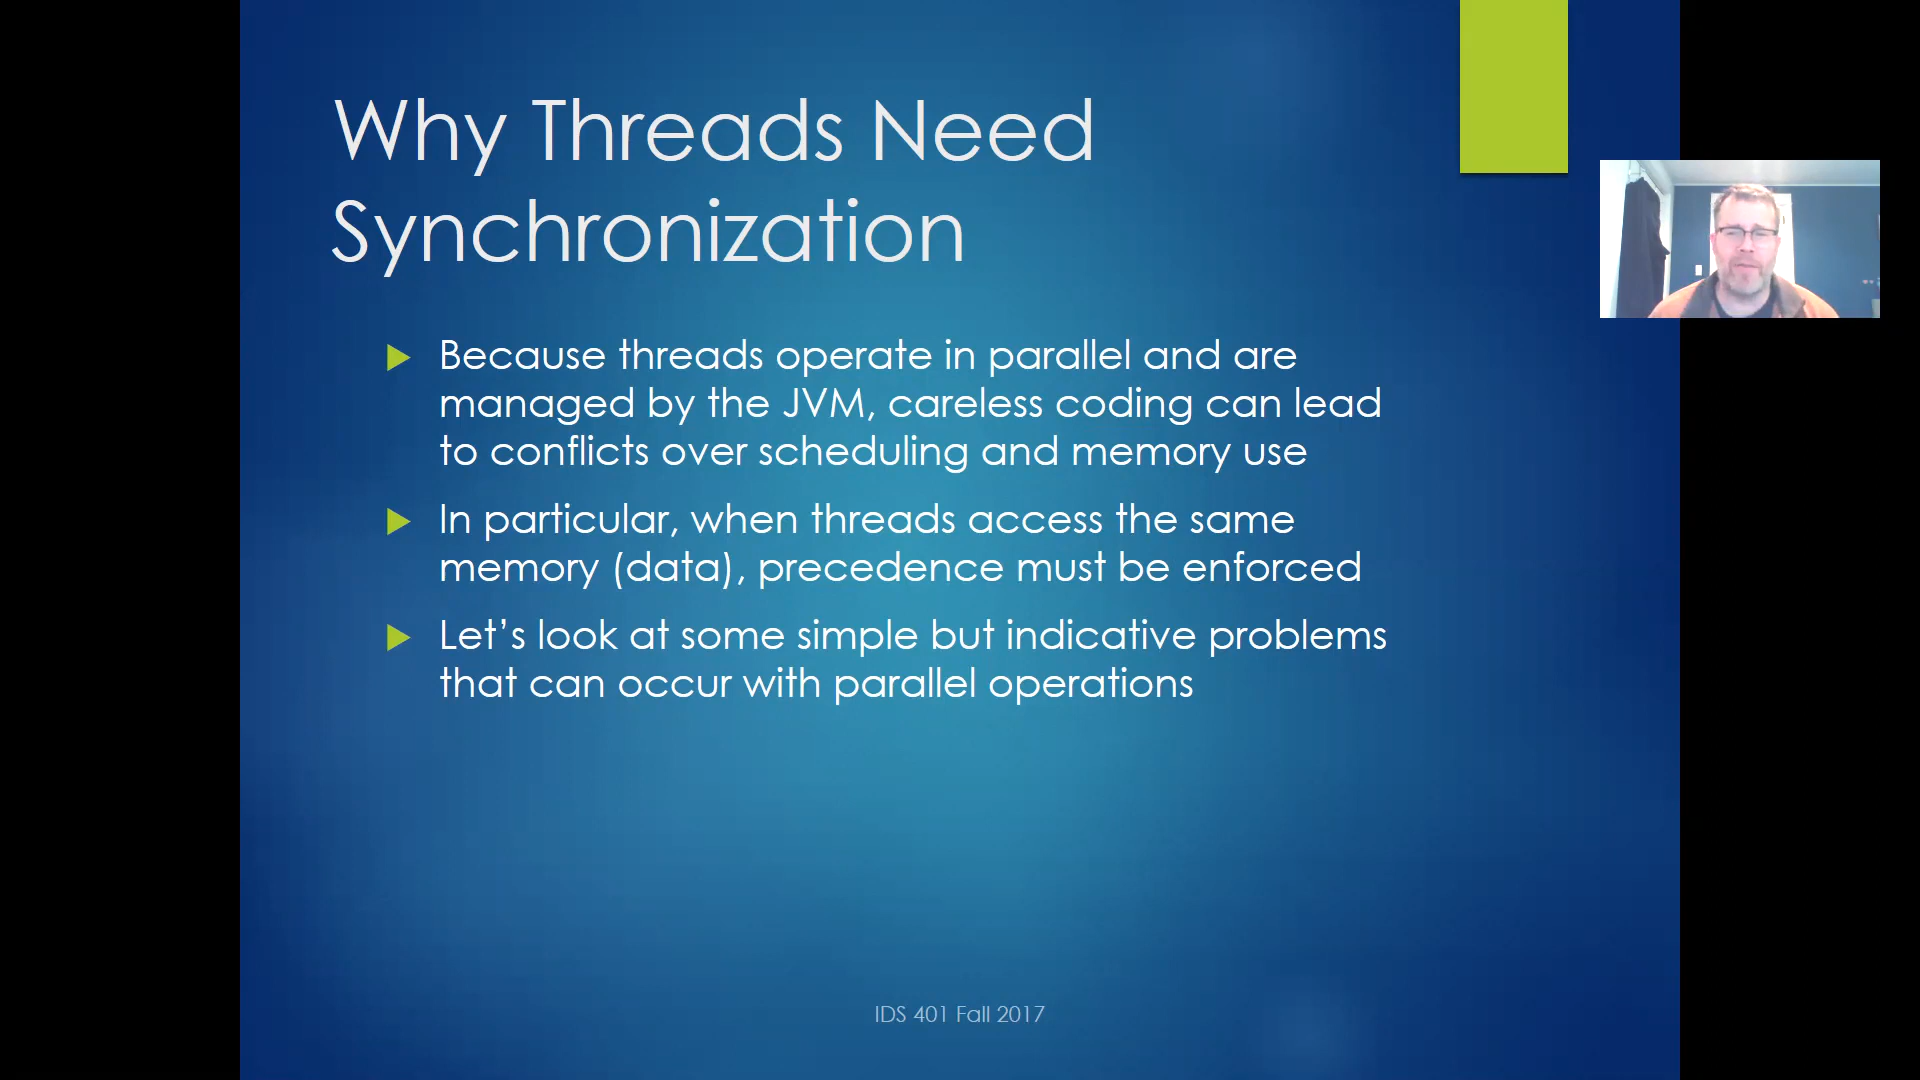 Why Threads Need
Synchronization
Because threads operate in parallel and are
managed by the JVM, careless coding can lead
to conflicts over scheduling and memory use
In particular, when threads access the same
memory (data), precedence must be enforced
Let’s look at some simple but indicative problems
that can occur with parallel operations
IDS 401 Fall 2017